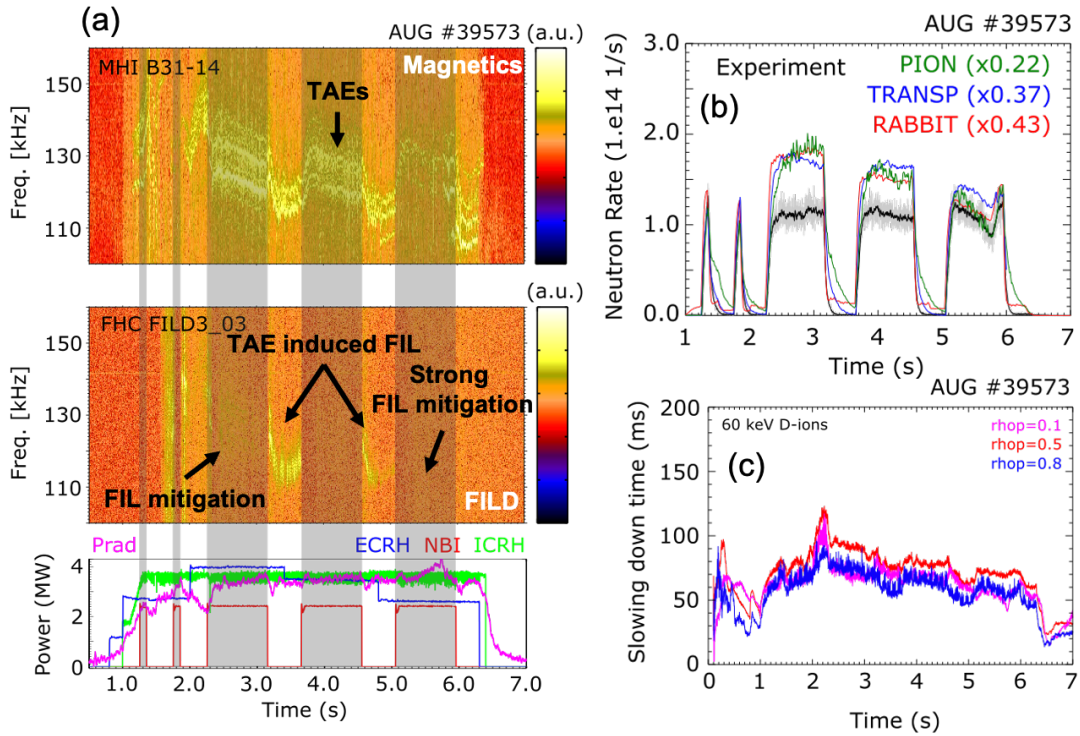 (a)
AUG #39573 (a.u.)
MHI B31-14
Magnetics
TAEs
150
130
110
Freq. [kHz]
(a.u.)
FHC FILD3_03
TAE induced FIL
Strong
FIL mitigation
FIL mitigation
FILD
150
130
110
Freq. [kHz]
Prad
ECRH NBI ICRH
4
2
0
Power (MW)
1.0 2.0 3.0 4.0 5.0 6.0 7.0
Time (s)
AUG #39573
Experiment
PION (x0.22)
TRANSP (x0.37)
RABBIT (x0.43)
(b)
3.0
2.0
1.0
0.0
Neutron Rate (1.e14 1/s)
1 2 3 4 5 6 7
Time (s)
AUG #39573
60 keV D-ions
rhop=0.1
rhop=0.5
rhop=0.8
(c)
200
150
100
50
0
Slowing down time (ms)
0 1 2 3 4 5 6 7
Time (s)